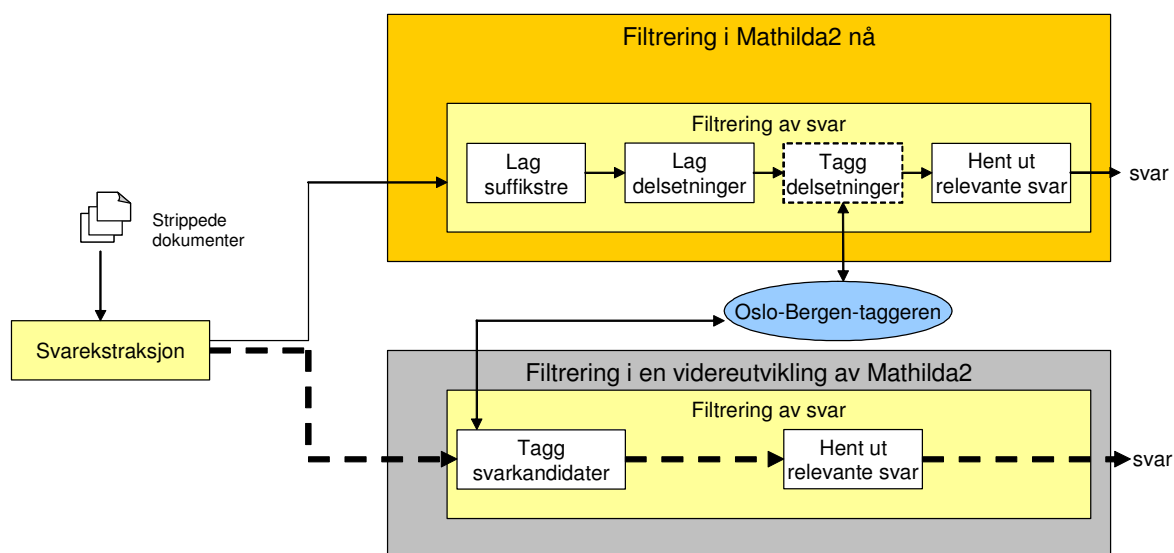 Filtrering i Mathilda2 nå
Filtrering av svar
Lag
suffikstre
Lag
delsetninger
Tagg
delsetninger
Hent ut
relevante svar
svar
Strippede
dokumenter
Svarekstraksjon
Oslo-Bergen-taggeren
Filtrering i en videreutvikling av Mathilda2
Filtrering av svar
Tagg
svarkandidater
Hent ut
relevante svar
svar